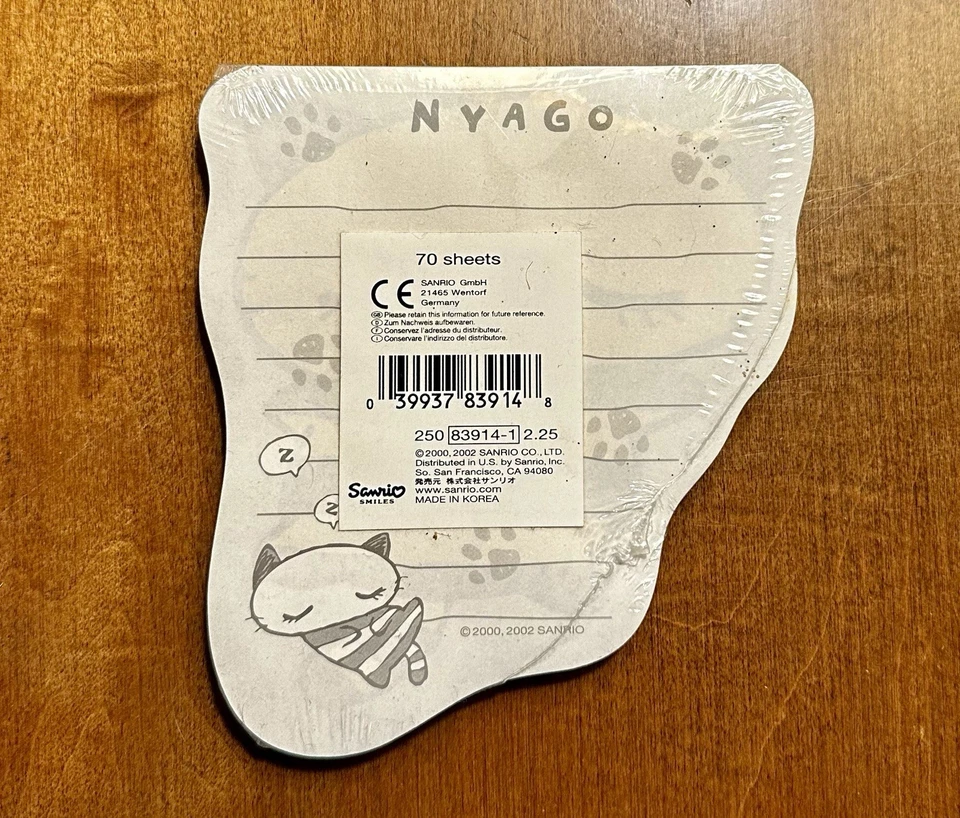 NYAGO
70 sheets
CE
SANRIO GmbH
21465 Wentorf
Germany
GB Please retain this information for future reference.
D Zum Nachweis aufbewaren.
F Conservez l'adresse du distributeur.
I Conservare l'indirizzo del distributore.
0 39937 83914 8
250 83914-1 2.25
©2000, 2002 SANRIO CO., LTD.
Distributed in U.S. by Sanrio, Inc.
So. San Francisco, CA 94080
発売元 株式会社サンリオ
www.sanrio.com
MADE IN KOREA
Sanrio
SMILES
Z
Z
©2000, 2002 SANRIO